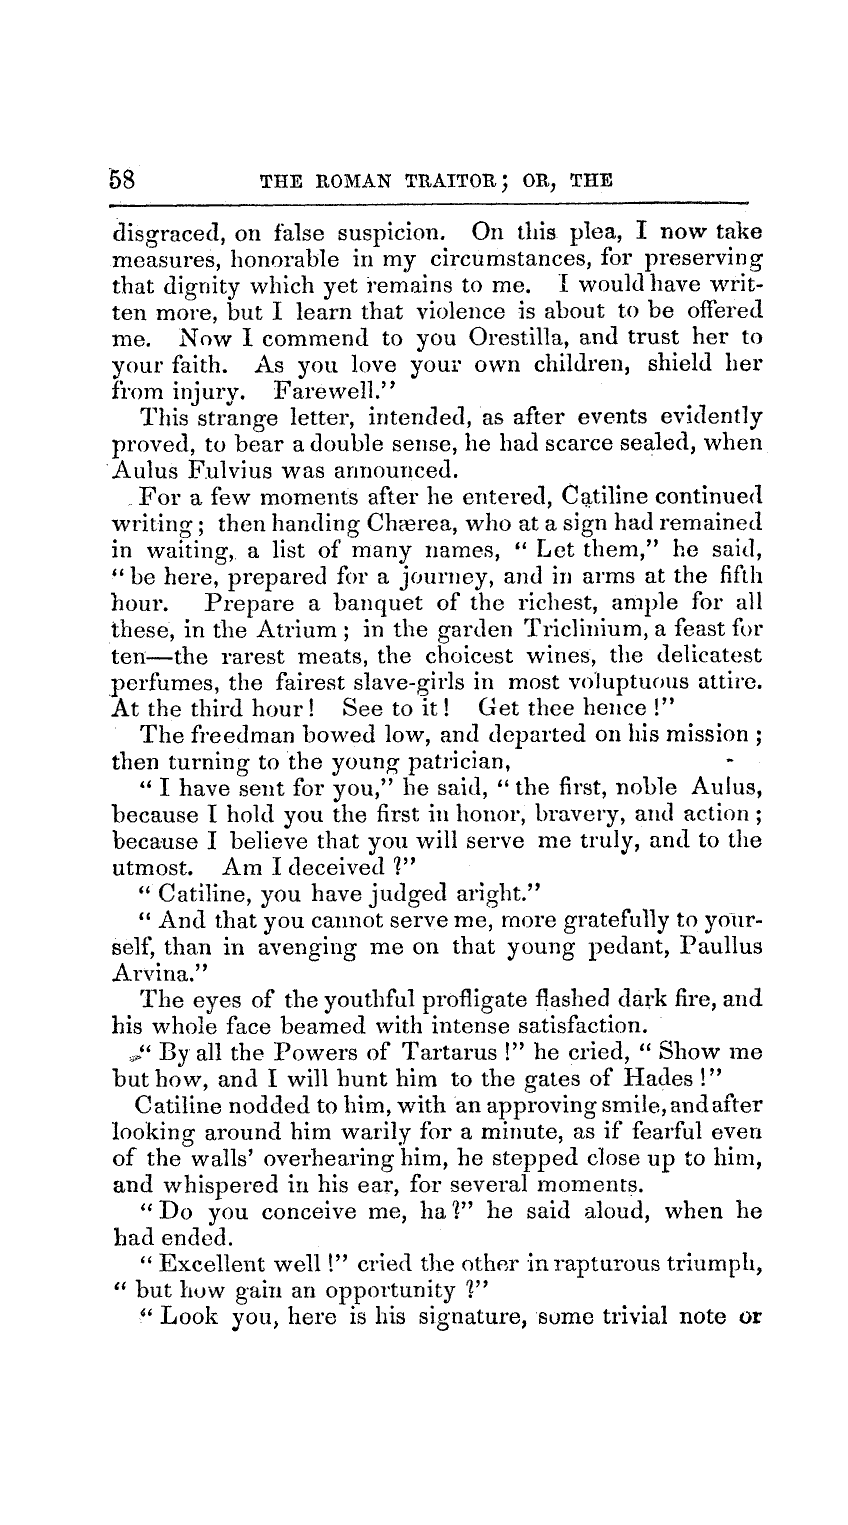 58 THE ROMAN TRAITOR; OR, THE
disgraced, on false suspicion. On this plea, I now take
measures, honorable in my circumstances, for preserving
that dignity which yet remains to me. I would have writ-
ten more, but I learn that violence is about to be offered
me. Now I commend to you Orestilla, and trust her to
your faith. As you love your own children, shield her
from injury. Farewell.”
This strange letter, intended, as after events evidently
proved, to bear a double sense, he had scarce sealed, when
Aulus Fulvius was announced.
For a few moments after he entered, Catiline continued
writing; then handing Chærea, who at a sign had remained
in waiting, a list of many names, “Let them,” he said,
“be here, prepared for a journey, and in arms at the fifth
hour. Prepare a banquet of the richest, ample for all
these, in the Atrium; in the garden Triclinium, a feast for
ten—the rarest meats, the choicest wines, the delicatest
perfumes, the fairest slave-girls in most voluptuous attire.
At the third hour! See to it! Get thee hence!”
The freedman bowed low, and departed on his mission;
then turning to the young patrician,
“I have sent for you,” he said, “the first, noble Aulus,
because I hold you the first in honor, bravery, and action;
because I believe that you will serve me truly, and to the
utmost. Am I deceived?”
“Catiline, you have judged aright.”
“And that you cannot serve me, more gratefully to your-
self, than in avenging me on that young pedant, Paullus
Arvina.”
The eyes of the youthful profligate flashed dark fire, and
his whole face beamed with intense satisfaction.
“By all the Powers of Tartarus!” he cried, “Show me
but how, and I will hunt him to the gates of Hades!”
Catiline nodded to him, with an approving smile, and after
looking around him warily for a minute, as if fearful even
of the walls’ overhearing him, he stepped close up to him,
and whispered in his ear, for several moments.
“Do you conceive me, ha?” he said aloud, when he
had ended.
“Excellent well!” cried the other in rapturous triumph,
“but how gain an opportunity?”
“Look you, here is his signature, some trivial note or